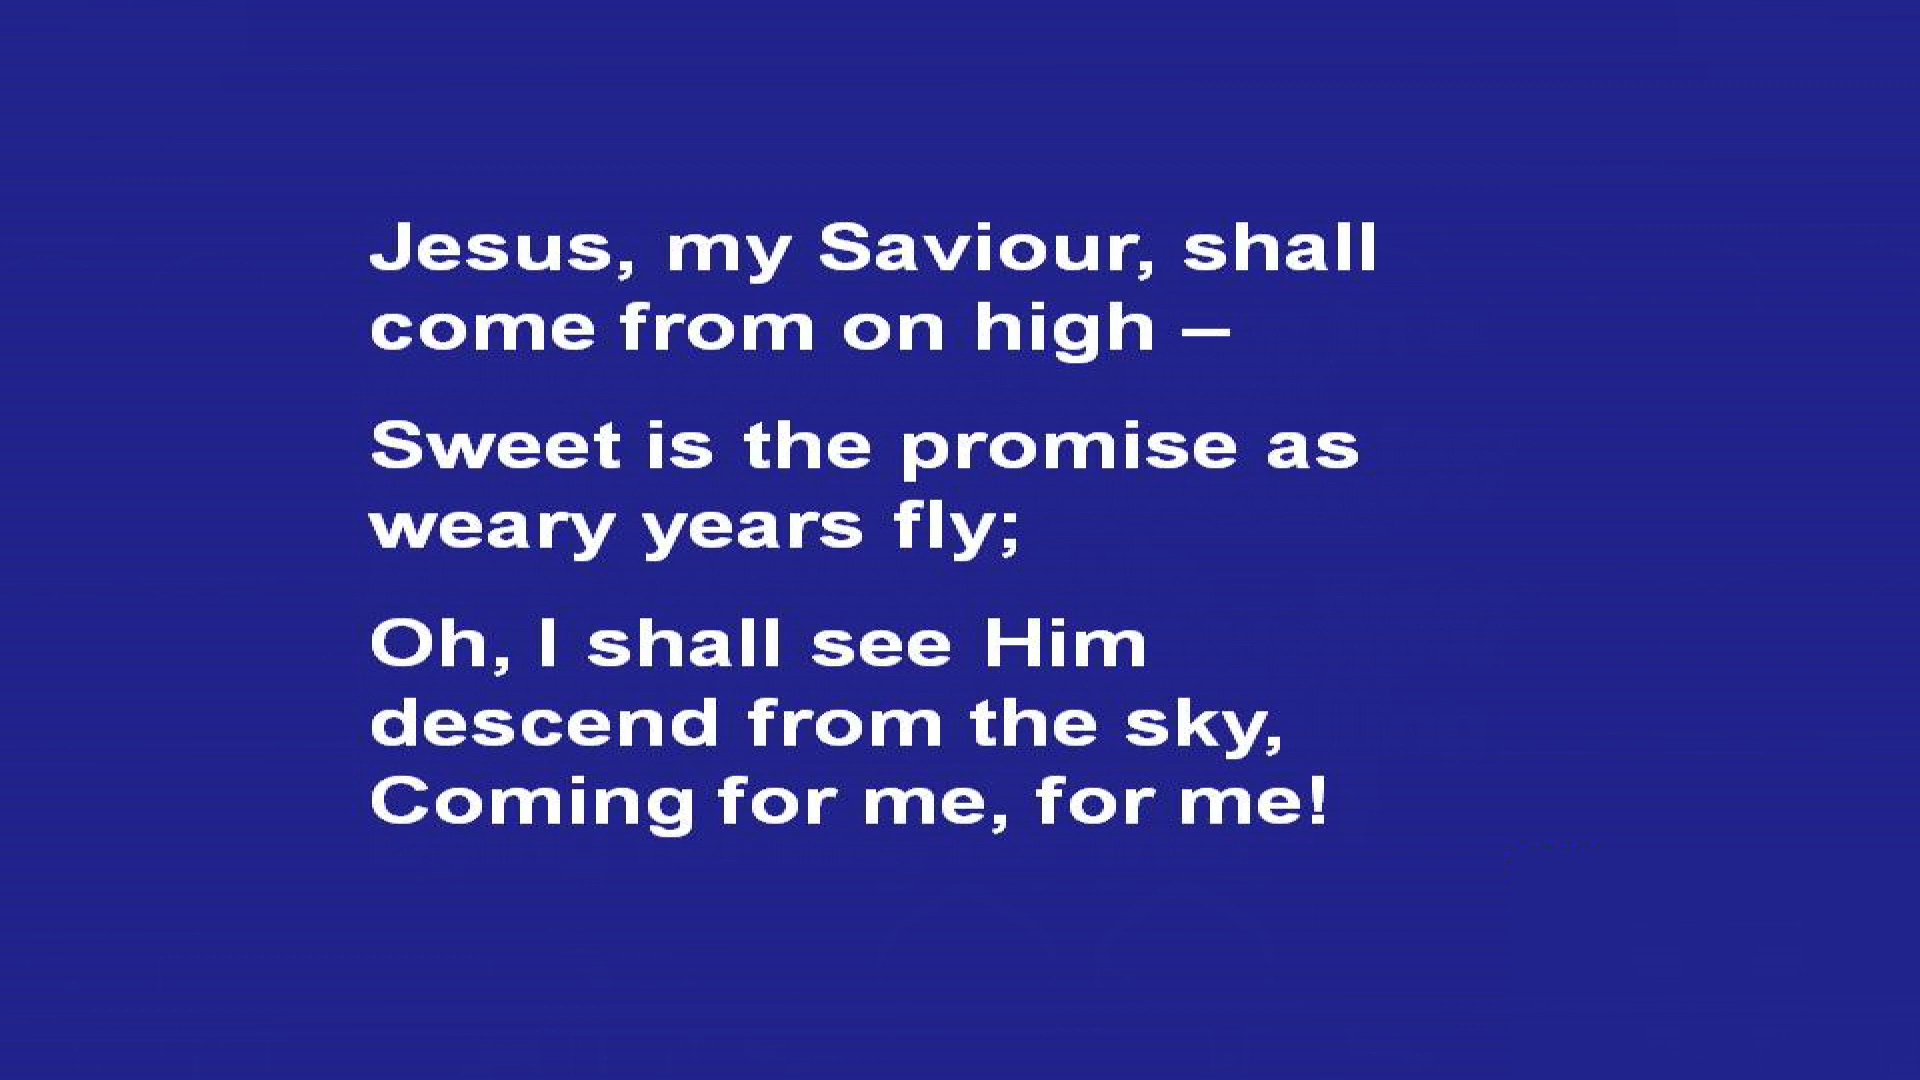 Jesus, my Saviour, shall
come from on high –
Sweet is the promise as
weary years fly;
Oh, I shall see Him
descend from the sky,
Coming for me, for me!